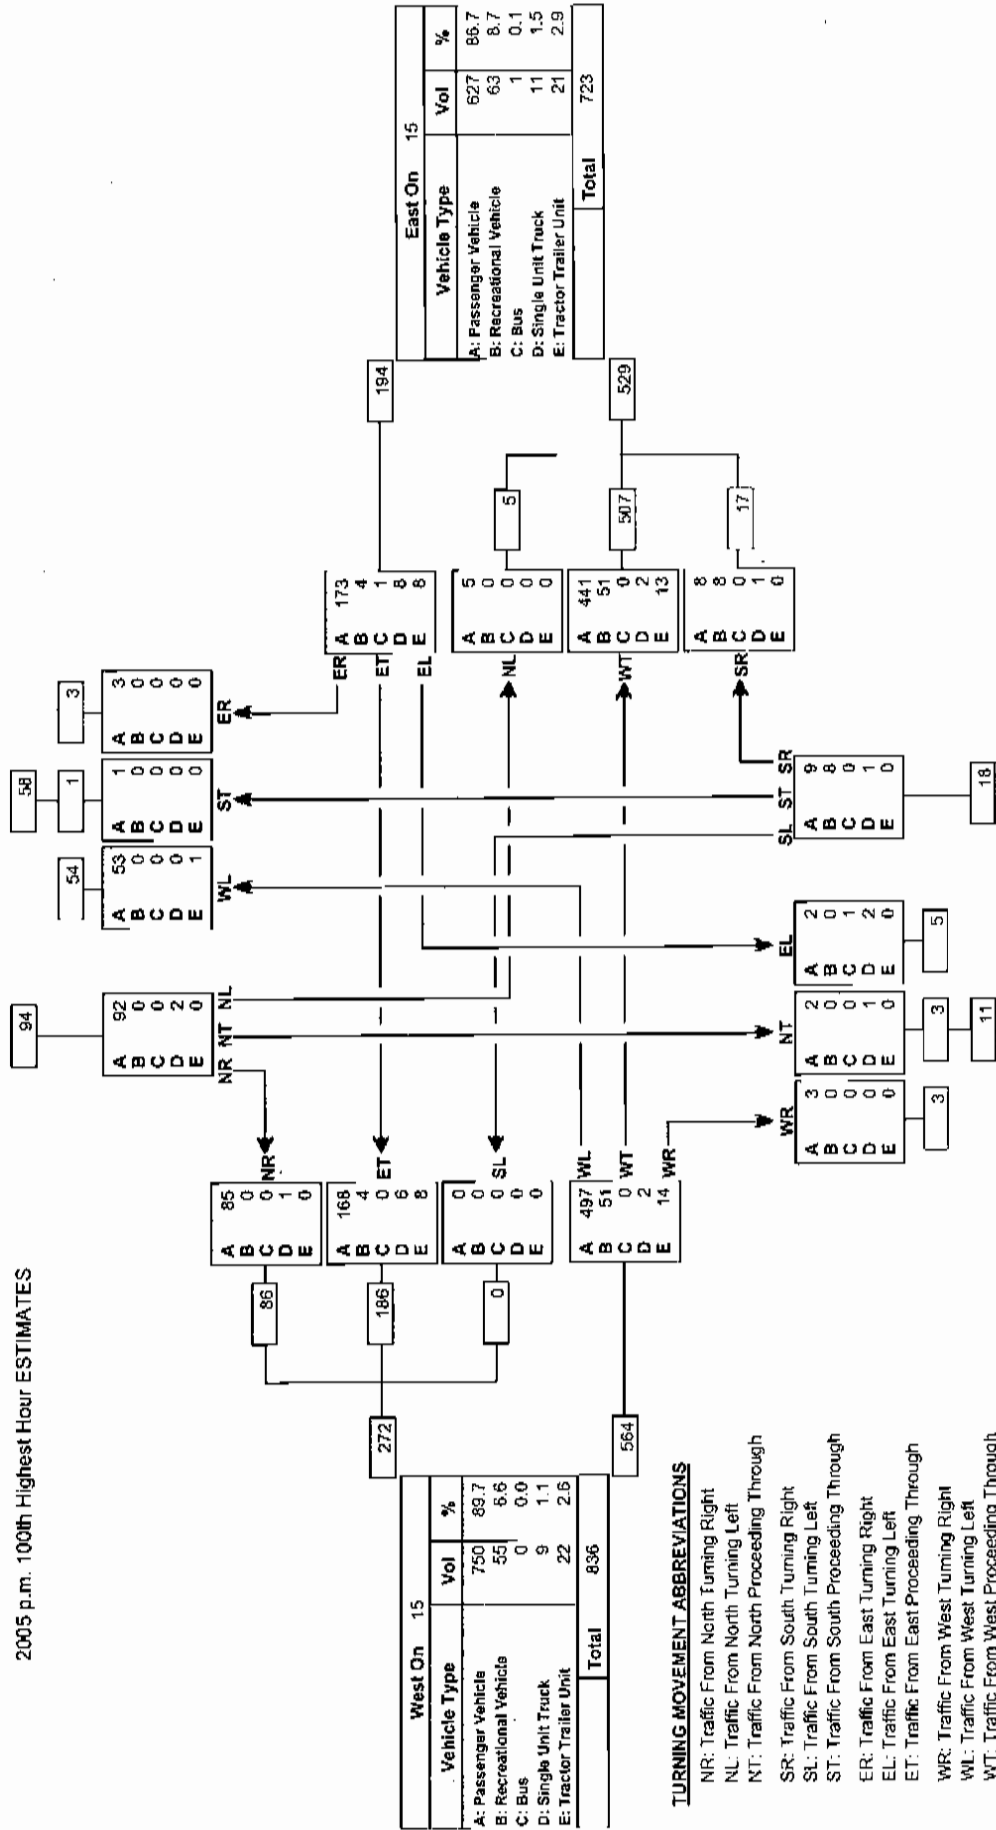 2005 p.m. 100th Highest Hour ESTIMATES
94
A 92
B 0
C 0
D 2
E 0
NR NT NL
58
54
1
3
A 53
B 0
C 0
D 0
E 1
WL
A 1
B 0
C 0
D 0
E 0
ST
A 3
B 0
C 0
D 0
E 0
ER
West On 15
Vehicle Type Vol %
A: Passenger Vehicle 750 89.7
B: Recreational Vehicle 55 6.6
C: Bus 0 0.0
D: Single Unit Truck 9 1.1
E: Tractor Trailer Unit 22 2.6
Total 836
272
86
A 85
B 0
C 0
D 1
E 0
NR
186
A 168
B 4
C 0
D 6
E 8
ET
0
A 0
B 0
C 0
D 0
E 0
SL
564
A 497
B 51
C 0
D 2
E 14
WL
WT
WR
ER
ET
EL
A 173
B 4
C 1
D 8
E 8
194
NL
A 5
B 0
C 0
D 0
E 0
5
WT
A 441
B 51
C 0
D 2
E 13
507
529
SR
A 8
B 8
C 0
D 1
E 0
17
East On 15
Vehicle Type Vol %
A: Passenger Vehicle 627 86.7
B: Recreational Vehicle 63 8.7
C: Bus 1 0.1
D: Single Unit Truck 11 1.5
E: Tractor Trailer Unit 21 2.9
Total 723
WR
A 3
B 0
C 0
D 0
E 0
3
NT
A 2
B 0
C 0
D 1
E 0
3
11
EL
A 2
B 0
C 1
D 2
E 0
5
SL ST SR
A 9
B 8
C 0
D 1
E 0
18
TURNING MOVEMENT ABBREVIATIONS
NR: Traffic From North Turning Right
NL: Traffic From North Turning Left
NT: Traffic From North Proceeding Through
SR: Traffic From South Turning Right
SL: Traffic From South Turning Left
ST: Traffic From South Proceeding Through
ER: Traffic From East Turning Right
EL: Traffic From East Turning Left
ET: Traffic From East Proceeding Through
WR: Traffic From West Turning Right
WL: Traffic From West Turning Left
WT: Traffic From West Proceeding Through